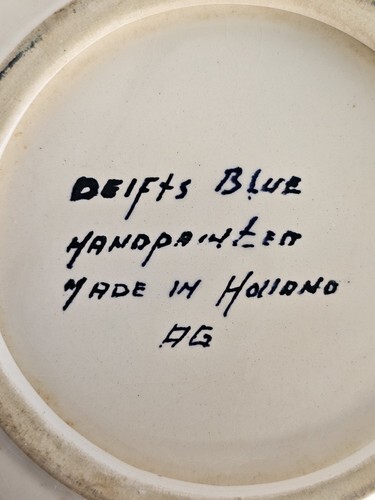 DElfts BluE
HANDpAintED
MADE IN HOllAND
AG